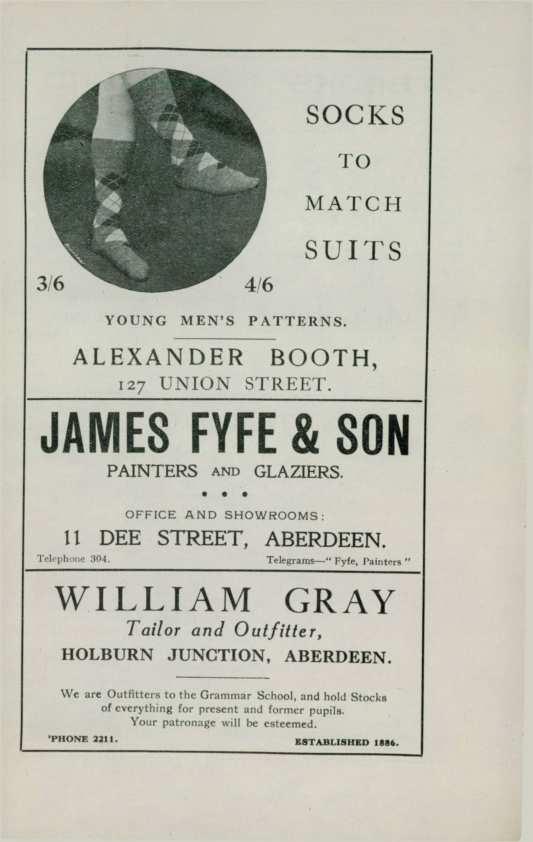 SOCKS
TO
MATCH
SUITS
3/6 4/6
YOUNG MEN'S PATTERNS.
ALEXANDER BOOTH,
127 UNION STREET.
JAMES FYFE & SON
PAINTERS AND GLAZIERS.
OFFICE AND SHOWROOMS:
11 DEE STREET, ABERDEEN.
Telephone 304. Telegrams—"Fyfe, Painters"
WILLIAM GRAY
Tailor and Outfitter,
HOLBURN JUNCTION, ABERDEEN.
We are Outfitters to the Grammar School, and hold Stocks
of everything for present and former pupils.
Your patronage will be esteemed.
'PHONE 2211. ESTABLISHED 1886.